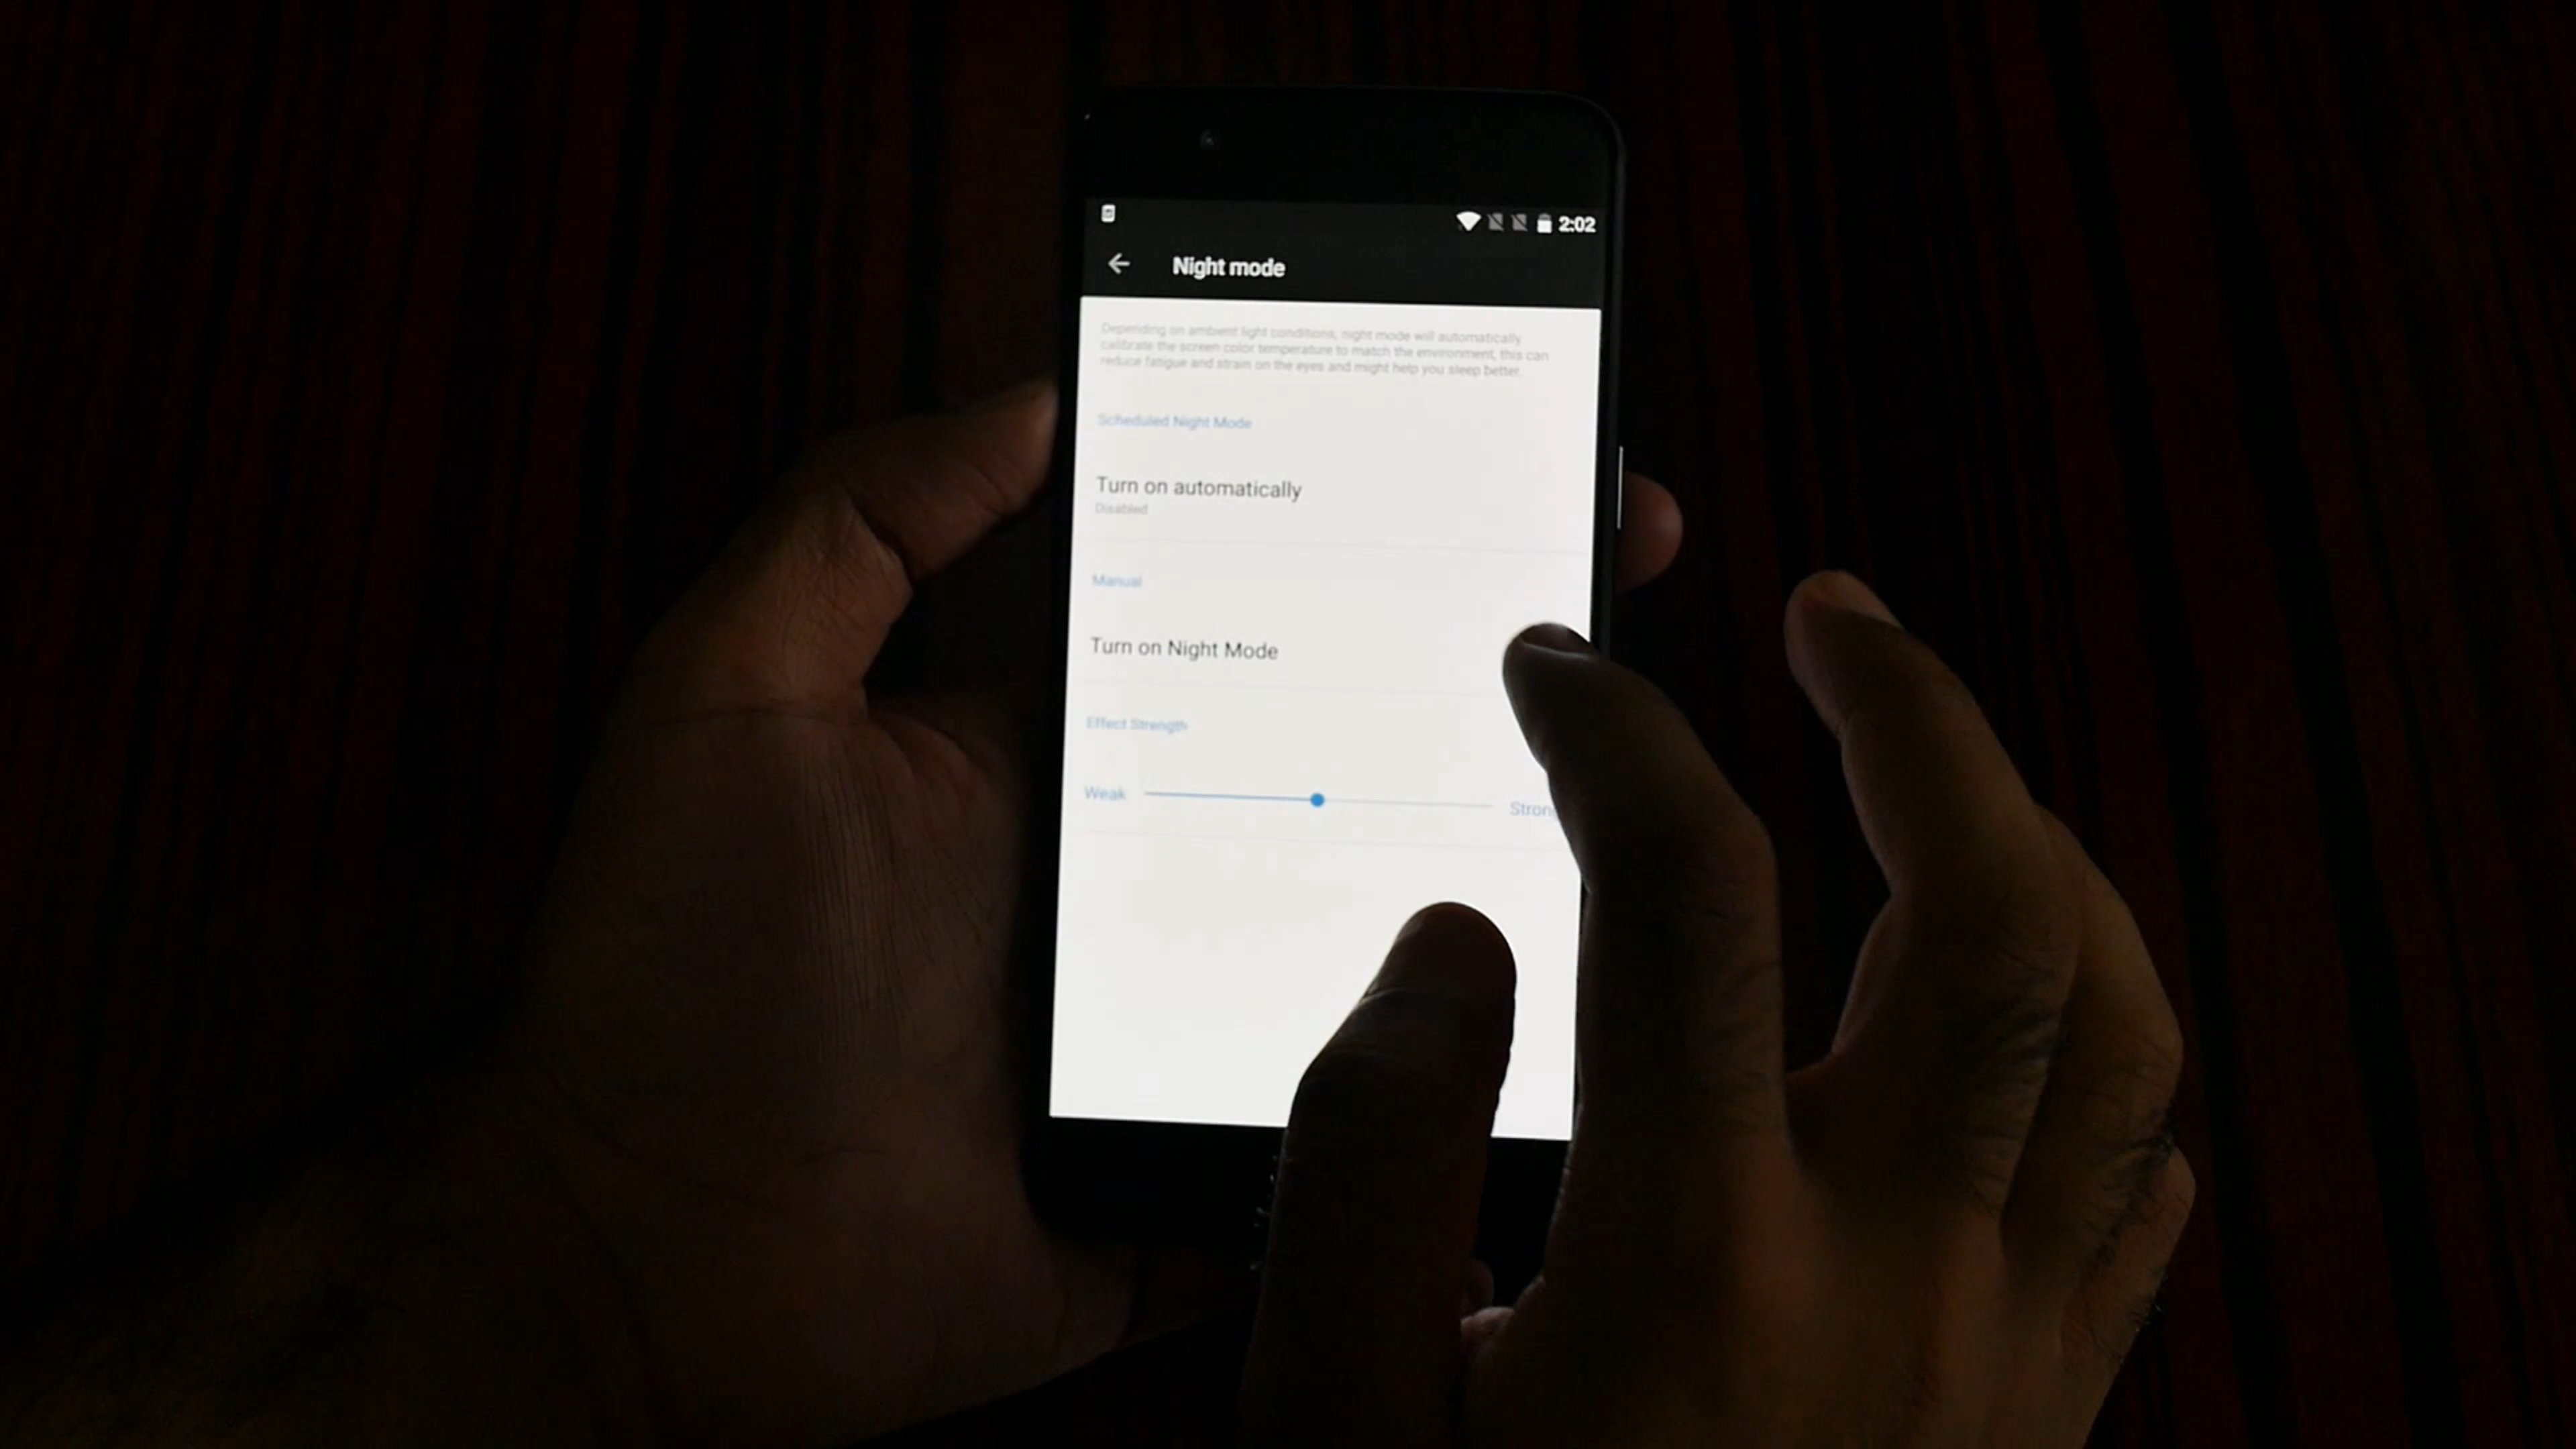 2:02
Night mode
Depending on ambient light conditions, night mode will automatically
calibrate the screen color temperature to match the environment, this can
reduce fatigue and strain on the eyes and might help you sleep better.
Scheduled Night Mode
Turn on automatically
Disabled
Manual
Turn on Night Mode
Effect Strength
Weak Stron